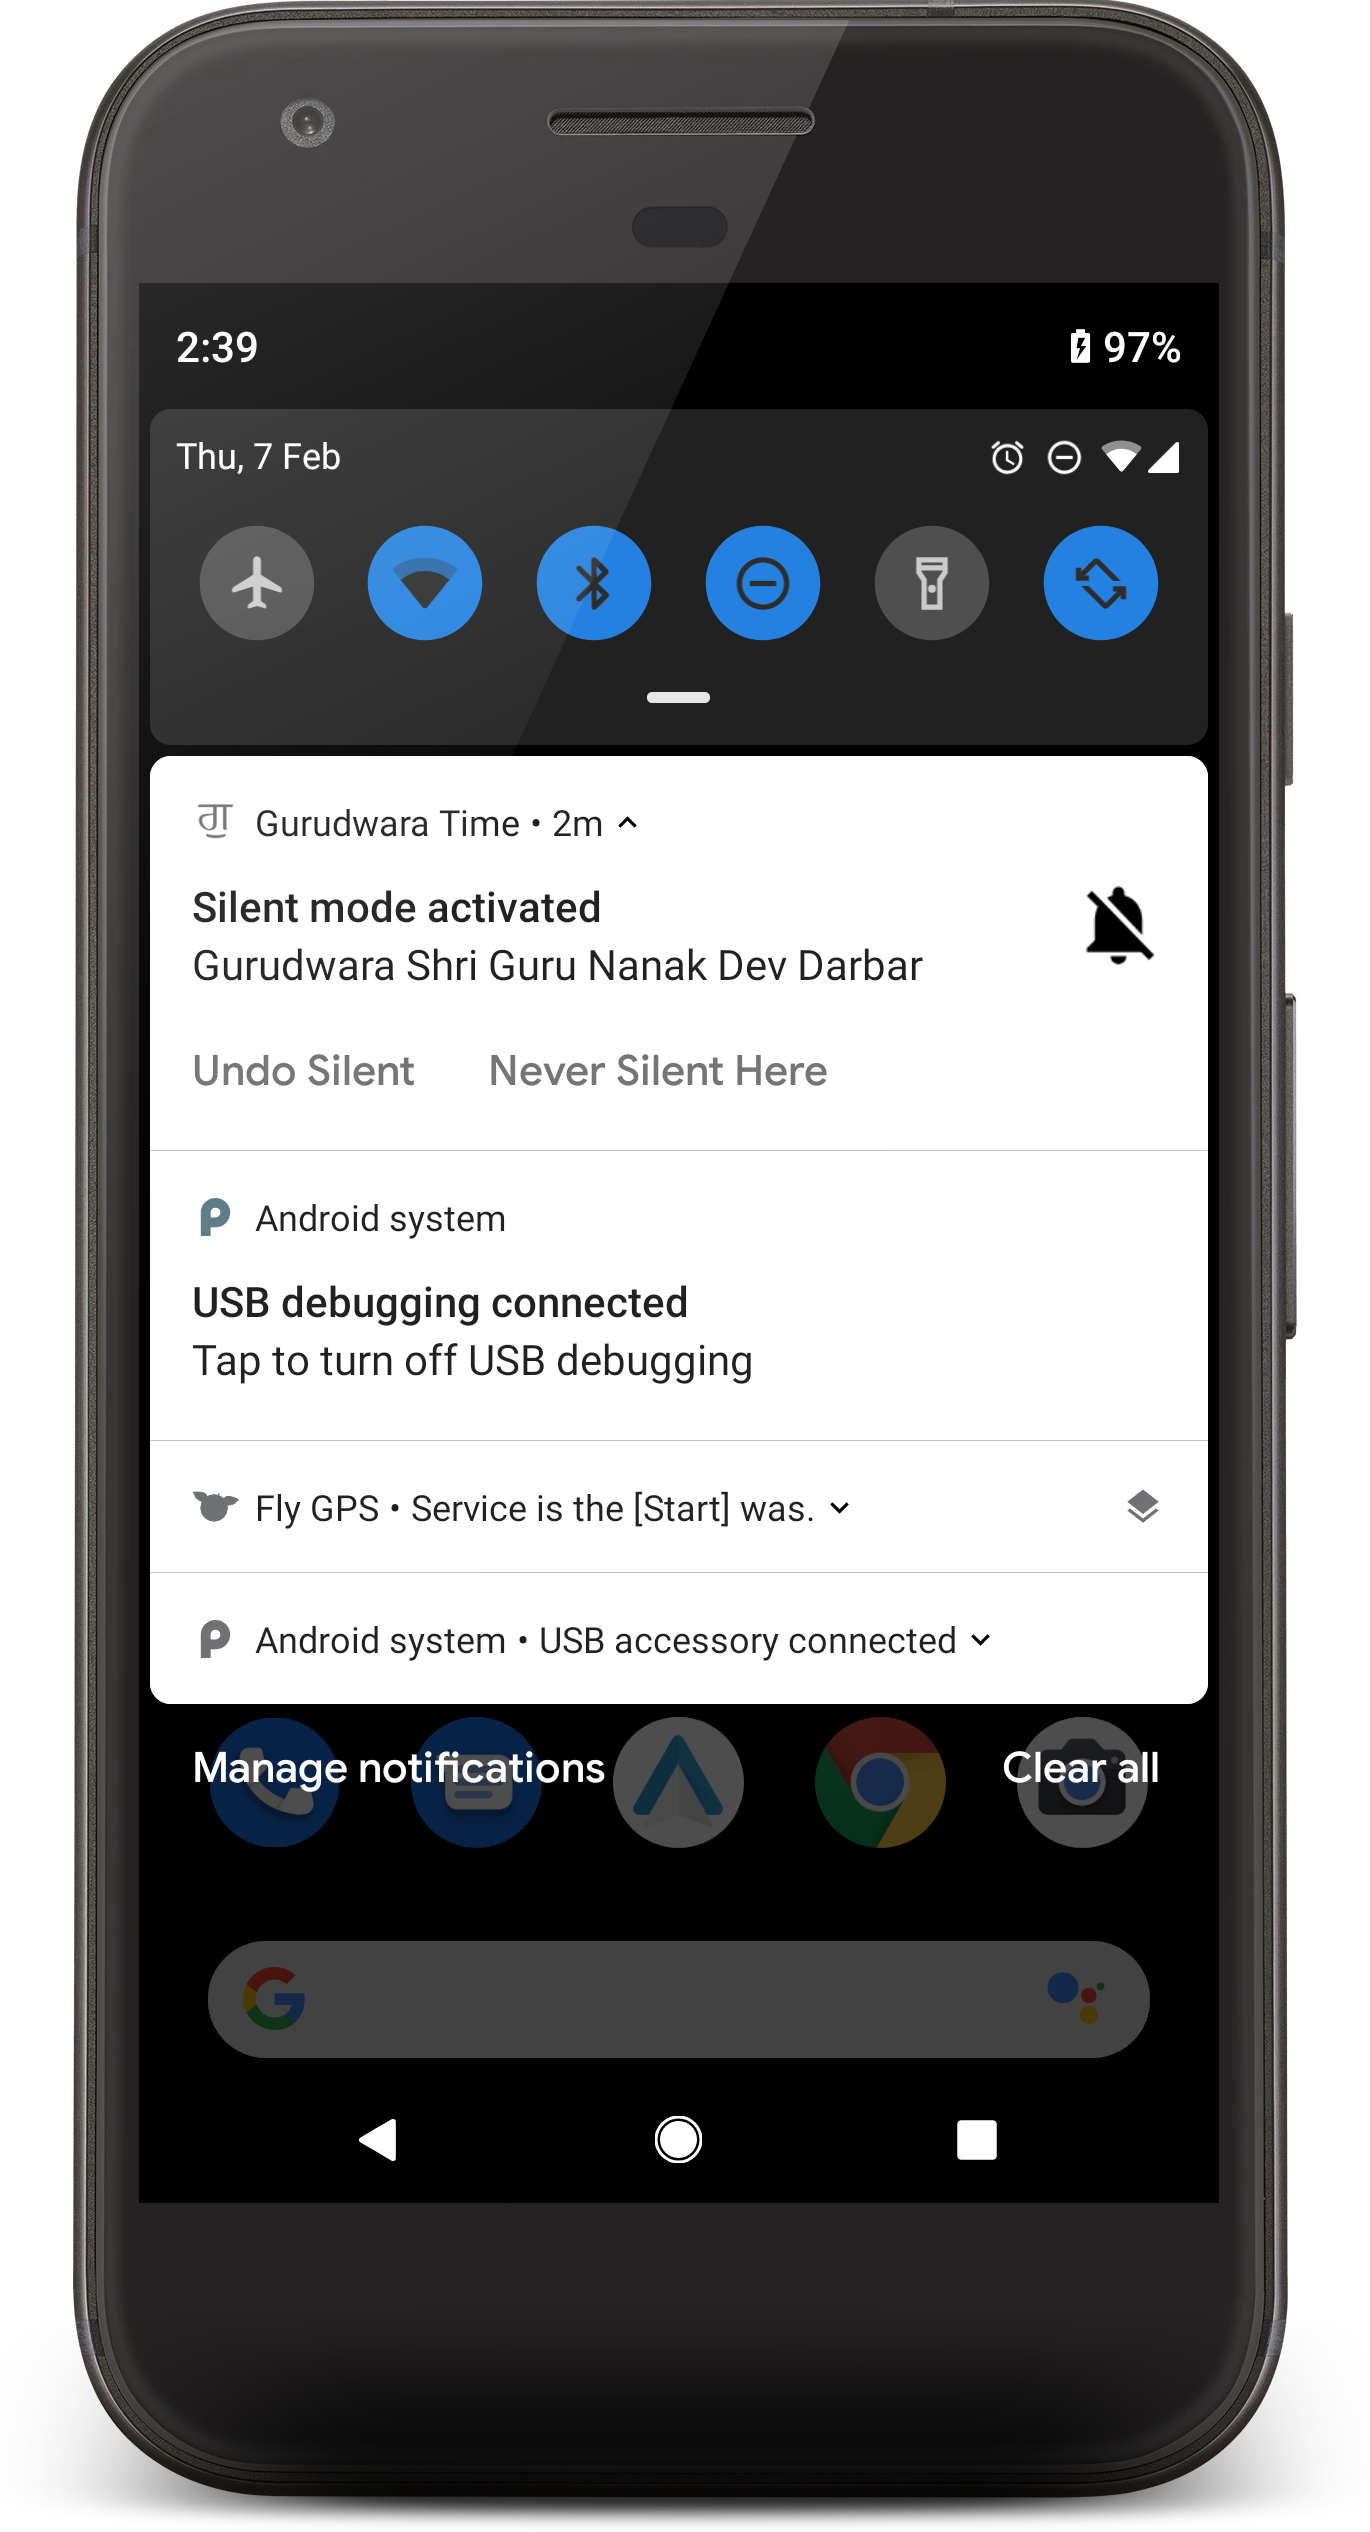 2:39
97%
Thu, 7 Feb
ਗੁ Gurudwara Time • 2m
Silent mode activated
Gurudwara Shri Guru Nanak Dev Darbar
Undo Silent Never Silent Here
Android system
USB debugging connected
Tap to turn off USB debugging
Fly GPS • Service is the [Start] was.
Android system • USB accessory connected
Manage notifications Clear all
G